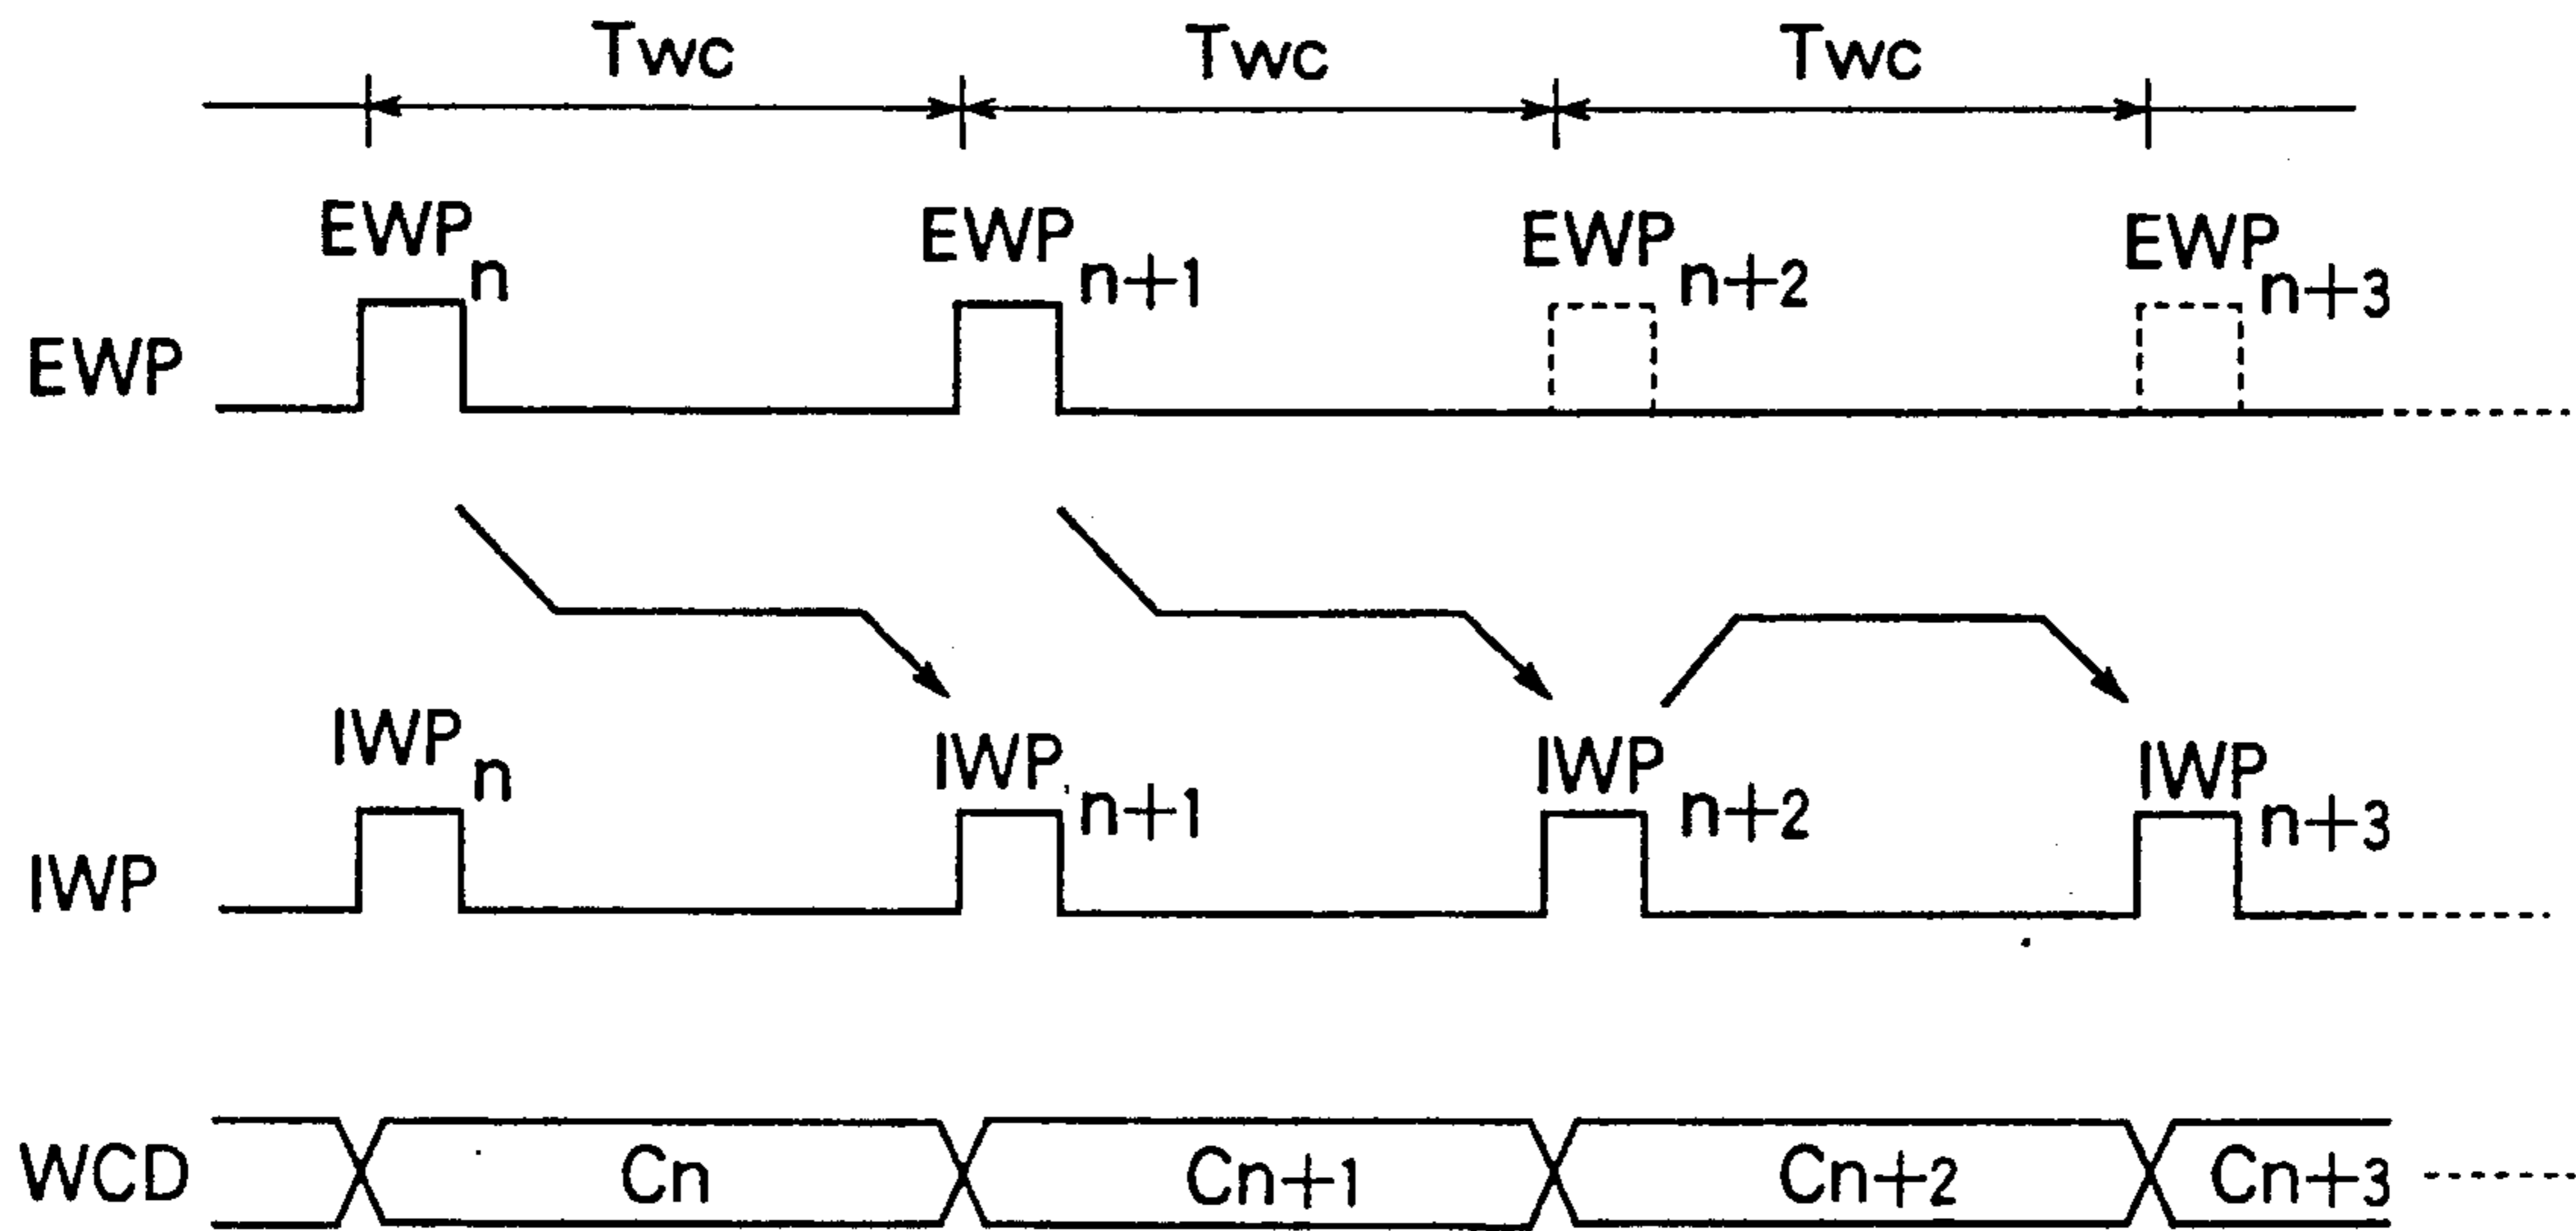 Twc Twc Twc
EWPn EWPn+1 EWPn+2 EWPn+3
EWP
IWPn IWPn+1 IWPn+2 IWPn+3
IWP
WCD Cn Cn+1 Cn+2 Cn+3